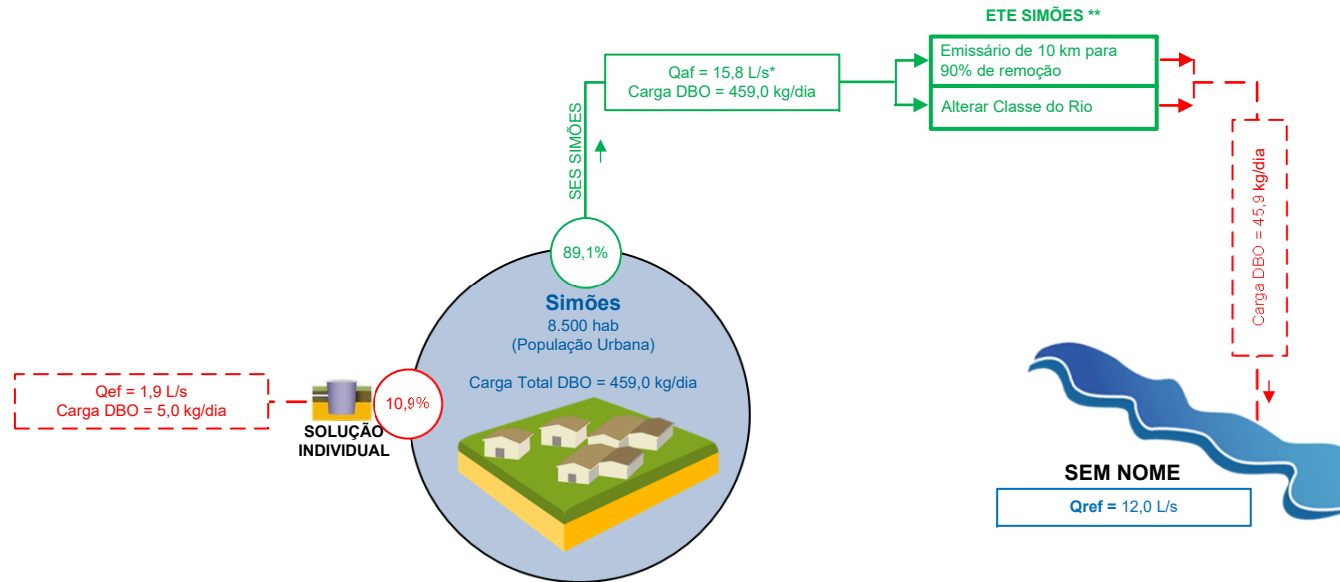 ETE SIMÕES **
Emissário de 10 km para
90% de remoção
Alterar Classe do Rio
Qaf = 15,8 L/s*
Carga DBO = 459,0 kg/dia
SES SIMÕES
Carga DBO = 45,9 kg/dia
89,1%
Simões
8.500 hab
(População Urbana)
Carga Total DBO = 459,0 kg/dia
Qef = 1,9 L/s
Carga DBO = 5,0 kg/dia
10,9%
SOLUÇÃO
INDIVIDUAL
SEM NOME
Qref = 12,0 L/s